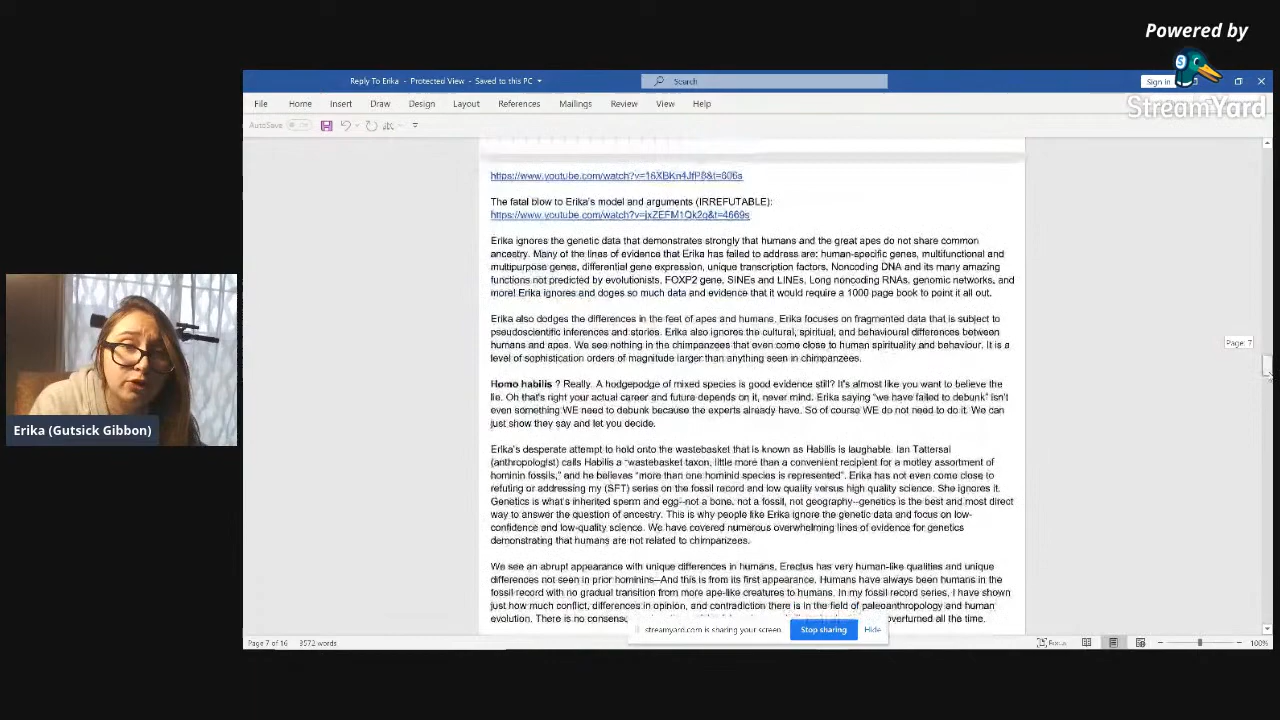 Powered by
StreamYard
Reply To Erika - Protected View - Saved to this PC
Search
Sign in
File Home Insert Draw Design Layout References Mailings Review View Help
AutoSave
https://www.youtube.com/watch?v=16XBKn4JfP8&t=606s
The fatal blow to Erika's model and arguments (IRREFUTABLE):
https://www.youtube.com/watch?v=jxZEFM1Qk2g&t=4669s
Erika ignores the genetic data that demonstrates strongly that humans and the great apes do not share common
ancestry. Many of the lines of evidence that Erika has failed to address are: human-specific genes, multifunctional and
multipurpose genes, differential gene expression, unique transcription factors, Noncoding DNA and its many amazing
functions not predicted by evolutionists, FOXP2 gene, SINEs and LINEs, Long noncoding RNAs, genomic networks, and
more! Erika ignores and doges so much data and evidence that it would require a 1000 page book to point it all out.
Erika also dodges the differences in the feet of apes and humans. Erika focuses on fragmented data that is subject to
pseudoscientific inferences and stories. Erika also ignores the cultural, spiritual, and behavioural differences between
humans and apes. We see nothing in the chimpanzees that even come close to human spirituality and behaviour. It is a
level of sophistication orders of magnitude larger than anything seen in chimpanzees.
Homo habilis ? Really. A hodgepodge of mixed species is good evidence still? It's almost like you want to believe the
lie. Oh that's right your actual career and future depends on it, never mind. Erika saying "we have failed to debunk" isn't
even something WE need to debunk because the experts already have. So of course WE do not need to do it. We can
just show they say and let you decide.
Erika's desperate attempt to hold onto the wastebasket that is known as Habilis is laughable. Ian Tattersal
(anthropologist) calls Habilis a "wastebasket taxon, little more than a convenient recipient for a motley assortment of
hominin fossils," and he believes "more than one hominid species is represented". Erika has not even come close to
refuting or addressing my (SFT) series on the fossil record and low quality versus high quality science. She ignores it.
Genetics is what's inherited sperm and egg--not a bone, not a fossil, not geography--genetics is the best and most direct
way to answer the question of ancestry. This is why people like Erika ignore the genetic data and focus on low-
confidence and low-quality science. We have covered numerous overwhelming lines of evidence for genetics
demonstrating that humans are not related to chimpanzees.
We see an abrupt appearance with unique differences in humans. Erectus has very human-like qualities and unique
differences not seen in prior hominins--And this is from its first appearance. Humans have always been humans in the
fossil record with no gradual transition from more ape-like creatures to humans. In my fossil record series, I have shown
just how much conflict, differences in opinion, and contradiction there is in the field of paleoanthropology and human
evolution. There is no consensu overturned all the time.
Page: 7
Erika (Gutsick Gibbon)
streamyard.com is sharing your screen. Stop sharing Hide
Page 7 of 16 3572 words Focus 100%